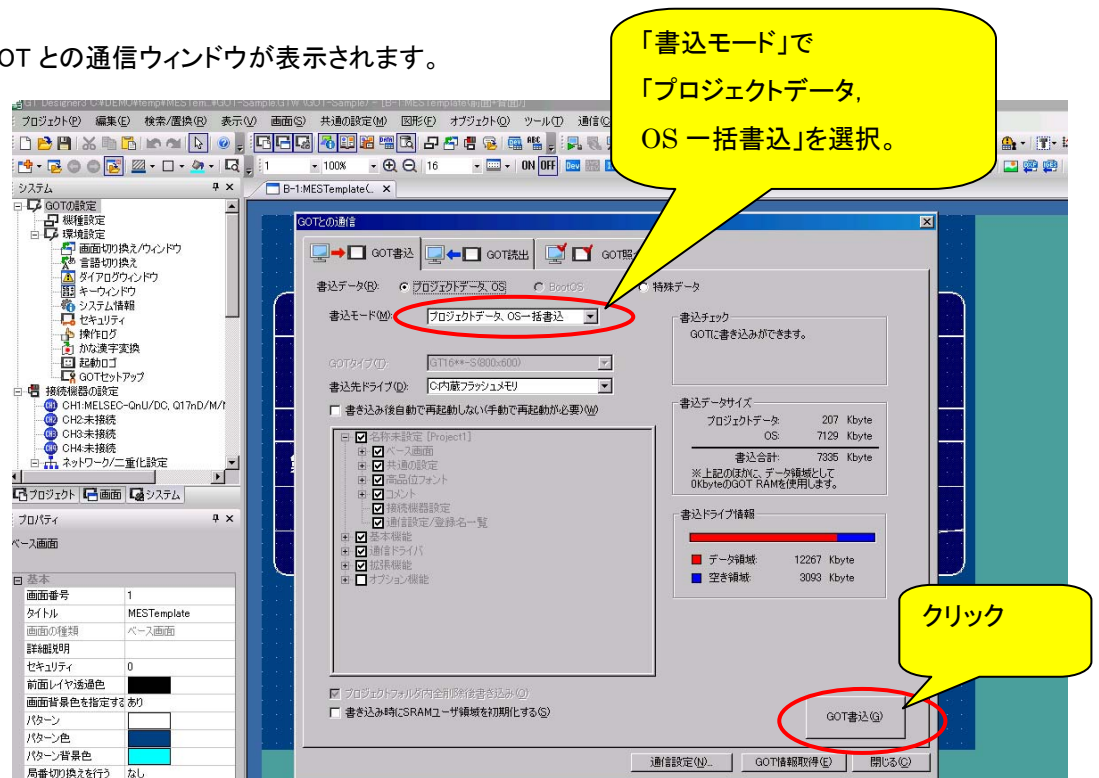 OT との通信ウィンドウが表示されます。
「書込モード」で
「プロジェクトデータ,
OS 一括書込」を選択。
プロジェクト(P) 編集(E) 検索/置換(R) 表示(V) 画面(S) 共通の設定(M) 図形(F) オブジェクト(O) ツール(T)
1 100% 16 ON OFF
システム
B-1:MESTemplate(...
GOTの設定
機種設定
環境設定
画面切り換え/ウィンドウ
言語切り換え
ダイアログウィンドウ
キーウィンドウ
システム情報
セキュリティ
操作ログ
かな漢字変換
起動ロゴ
GOTセットアップ
接続機器の設定
CH1:MELSEC-QnU/DC, Q17nD/M/
CH2:未接続
CH3:未接続
CH4:未接続
ネットワーク/二重化設定
プロジェクト 画面 システム
プロパティ
ベース画面
基本
画面番号 1
タイトル MESTemplate
画面の種類 ベース画面
詳細説明
セキュリティ 0
前面レイヤ透過色
画面背景色を指定する あり
パターン
パターン色
パターン背景色
局番切り換えを行う なし
GOTとの通信
GOT書込 GOT読出
書込データ(R): プロジェクトデータ、OS BootOS 特殊データ
書込モード(M): プロジェクトデータ、OS一括書込
GOTタイプ(T): GT16**-S(800x600)
書込先ドライブ(D): C:内蔵フラッシュメモリ
書き込み後自動で再起動しない(手動で再起動が必要)(W)
名称未設定 [Project1]
ベース画面
共通の設定
高品位フォント
コメント
接続機器設定
通信設定/登録名一覧
基本機能
通信ドライバ
拡張機能
オプション機能
プロジェクトフォルダ内全削除後書き込み(O)
書き込み時にSRAMユーザ領域を初期化する(S)
書込チェック
GOTに書き込みができます。
書込データサイズ
プロジェクトデータ: 207 Kbyte
OS: 7129 Kbyte
書込合計: 7335 Kbyte
※上記のほかに、データ領域として
0KbyteのGOT RAMを使用します。
書込ドライブ情報
データ領域: 12267 Kbyte
空き領域: 3093 Kbyte
クリック
GOT書込(G)
通信設定(N)... GOT情報取得(E) 閉じる(C)